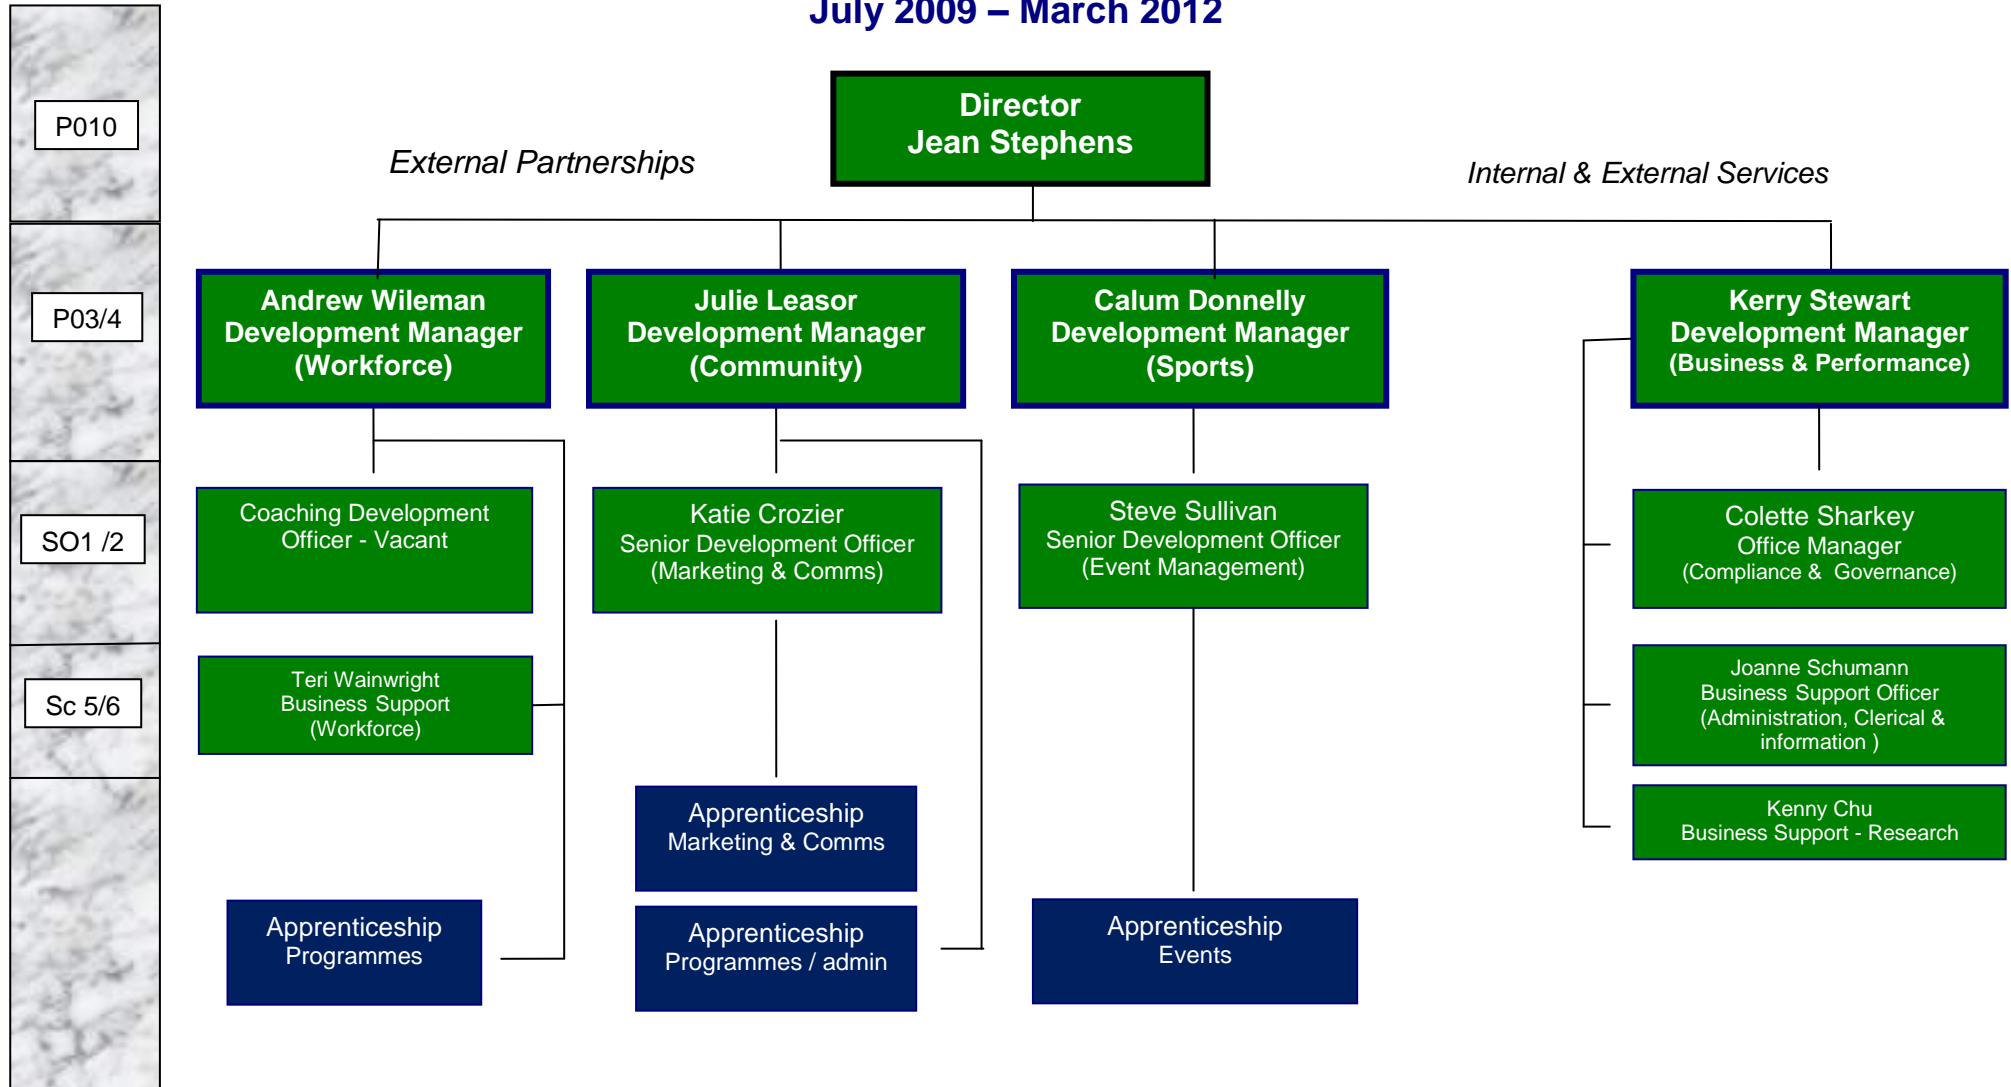 July 2009 – March 2012
P010
Director
Jean Stephens
External Partnerships
Internal & External Services
P03/4
Andrew Wileman
Development Manager
(Workforce)
Julie Leasor
Development Manager
(Community)
Calum Donnelly
Development Manager
(Sports)
Kerry Stewart
Development Manager
(Business & Performance)
SO1 /2
Coaching Development
Officer - Vacant
Katie Crozier
Senior Development Officer
(Marketing & Comms)
Steve Sullivan
Senior Development Officer
(Event Management)
Colette Sharkey
Office Manager
(Compliance &  Governance)
Sc 5/6
Teri Wainwright
Business Support
(Workforce)
Joanne Schumann
Business Support Officer
(Administration, Clerical &
information )
Apprenticeship
Marketing & Comms
Kenny Chu
Business Support - Research
Apprenticeship
Programmes
Apprenticeship
Programmes / admin
Apprenticeship
Events